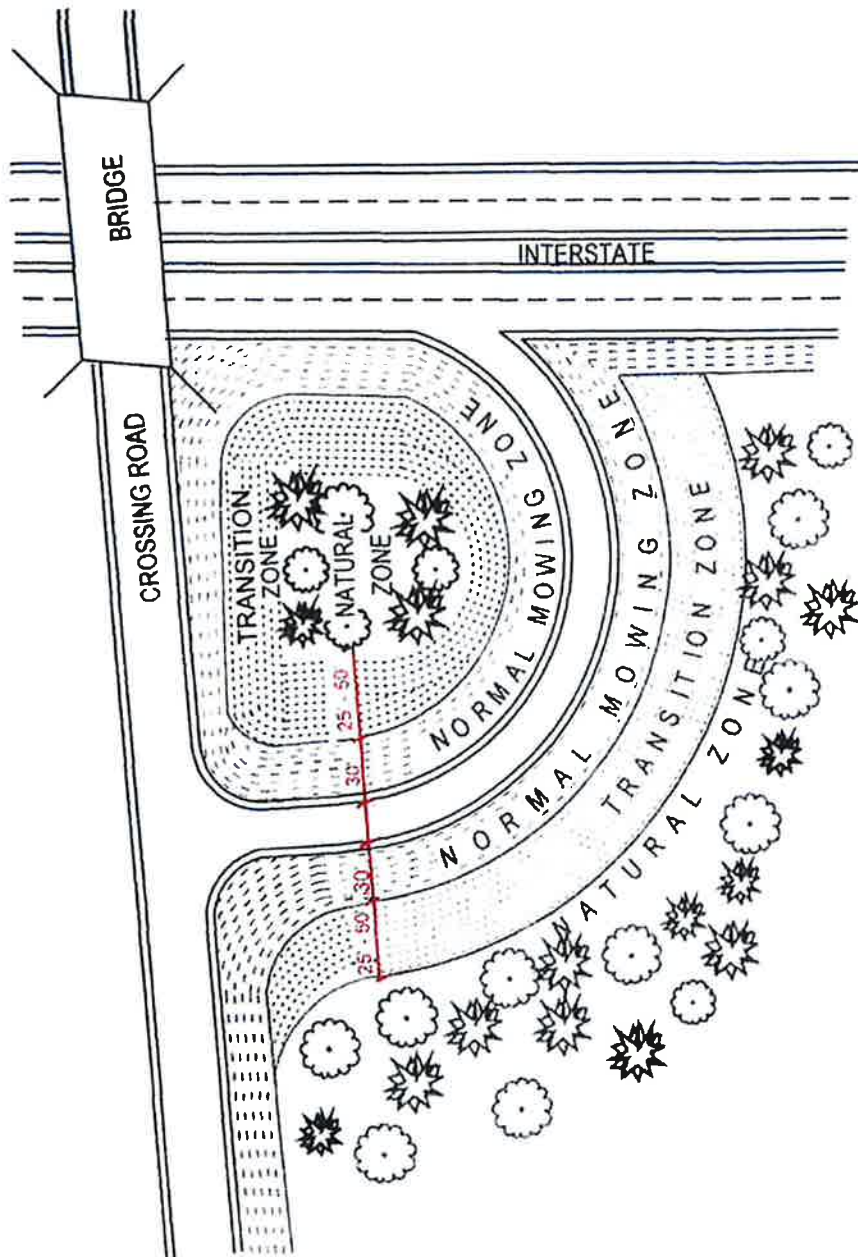 BRIDGE
INTERSTATE
CROSSING ROAD
TRANSITION
ZONE
NATURAL
ZONE
NORMAL MOWING ZONE
NORMAL MOWING ZONE
TRANSITION ZONE
NATURAL ZONE
25 - 50
30'
30'
25 - 50